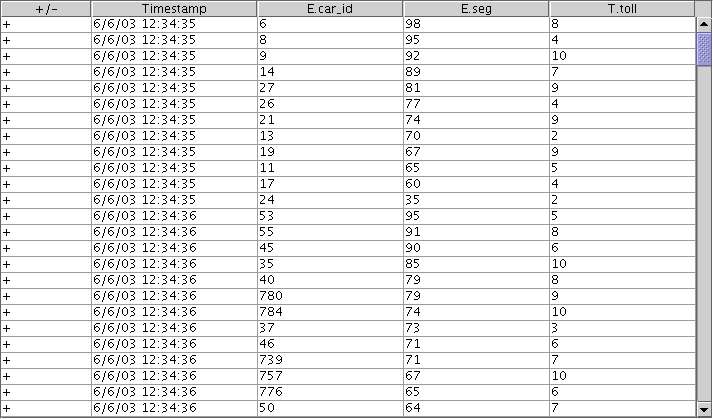 +/- Timestamp E.car_id E.seg T.toll
+ 6/6/03 12:34:35 6 98 8
+ 6/6/03 12:34:35 8 95 4
+ 6/6/03 12:34:35 9 92 10
+ 6/6/03 12:34:35 14 89 7
+ 6/6/03 12:34:35 27 81 9
+ 6/6/03 12:34:35 26 77 4
+ 6/6/03 12:34:35 21 74 9
+ 6/6/03 12:34:35 13 70 2
+ 6/6/03 12:34:35 19 67 9
+ 6/6/03 12:34:35 11 65 5
+ 6/6/03 12:34:35 17 60 4
+ 6/6/03 12:34:35 24 35 2
+ 6/6/03 12:34:36 53 95 5
+ 6/6/03 12:34:36 55 91 8
+ 6/6/03 12:34:36 45 90 6
+ 6/6/03 12:34:36 35 85 10
+ 6/6/03 12:34:36 40 79 8
+ 6/6/03 12:34:36 780 79 9
+ 6/6/03 12:34:36 784 74 10
+ 6/6/03 12:34:36 37 73 3
+ 6/6/03 12:34:36 46 71 6
+ 6/6/03 12:34:36 739 71 7
+ 6/6/03 12:34:36 757 67 10
+ 6/6/03 12:34:36 776 65 6
+ 6/6/03 12:34:36 50 64 7